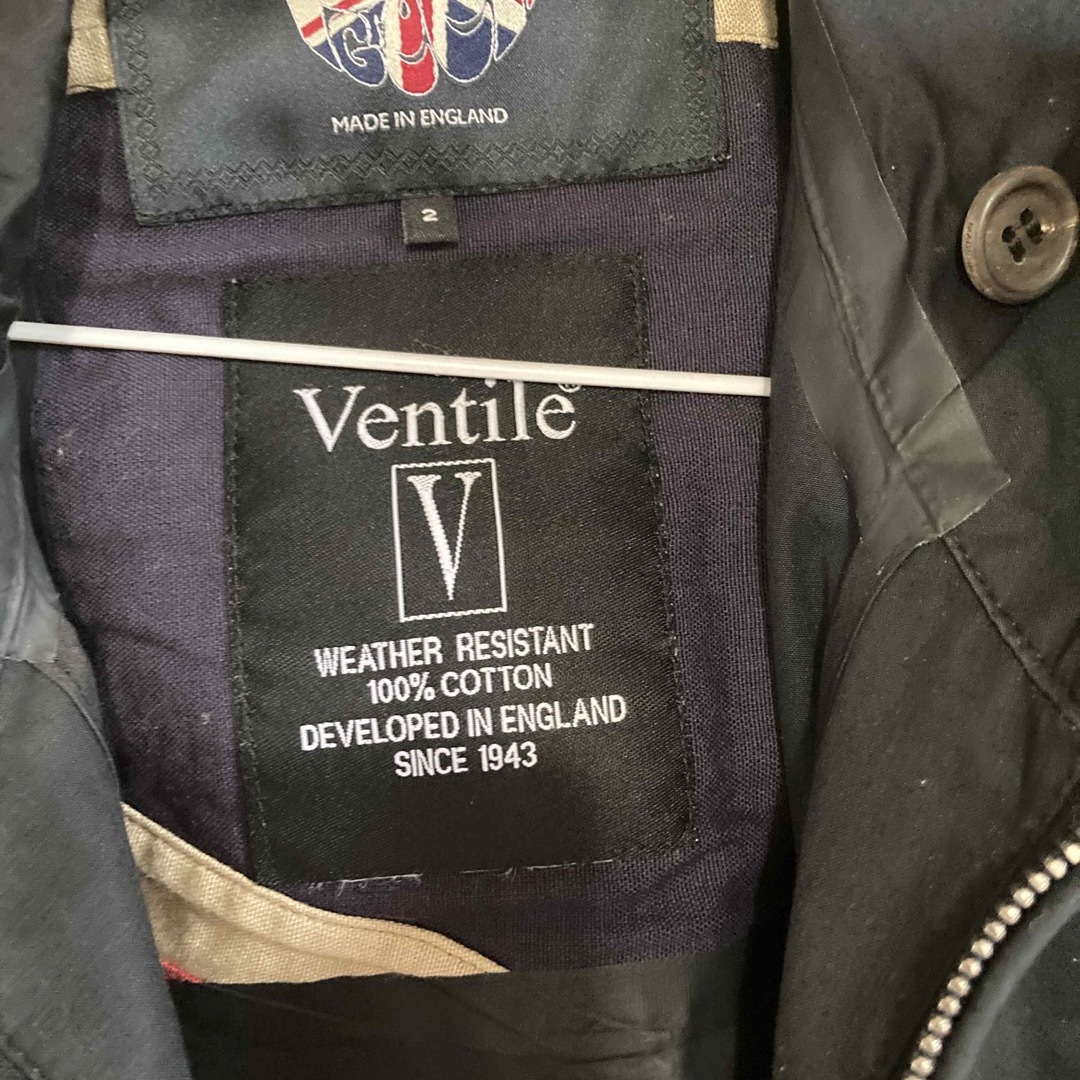 MADE IN ENGLAND
2
Ventile®
V
WEATHER RESISTANT
100% COTTON
DEVELOPED IN ENGLAND
SINCE 1943